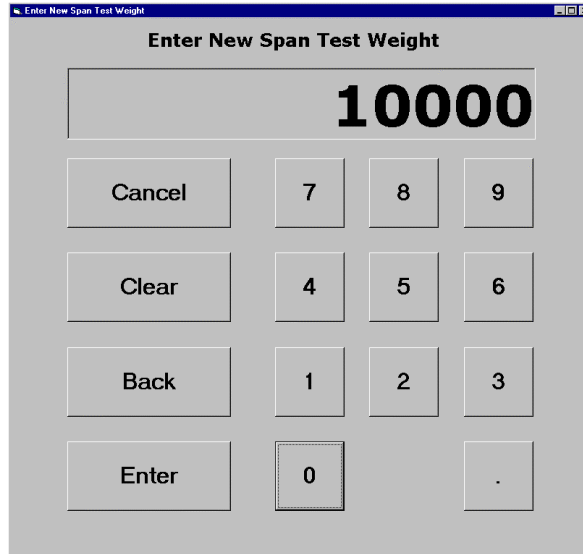 Enter New Span Test Weight
Enter New Span Test Weight
10000
Cancel 7 8 9
Clear 4 5 6
Back 1 2 3
Enter 0 .